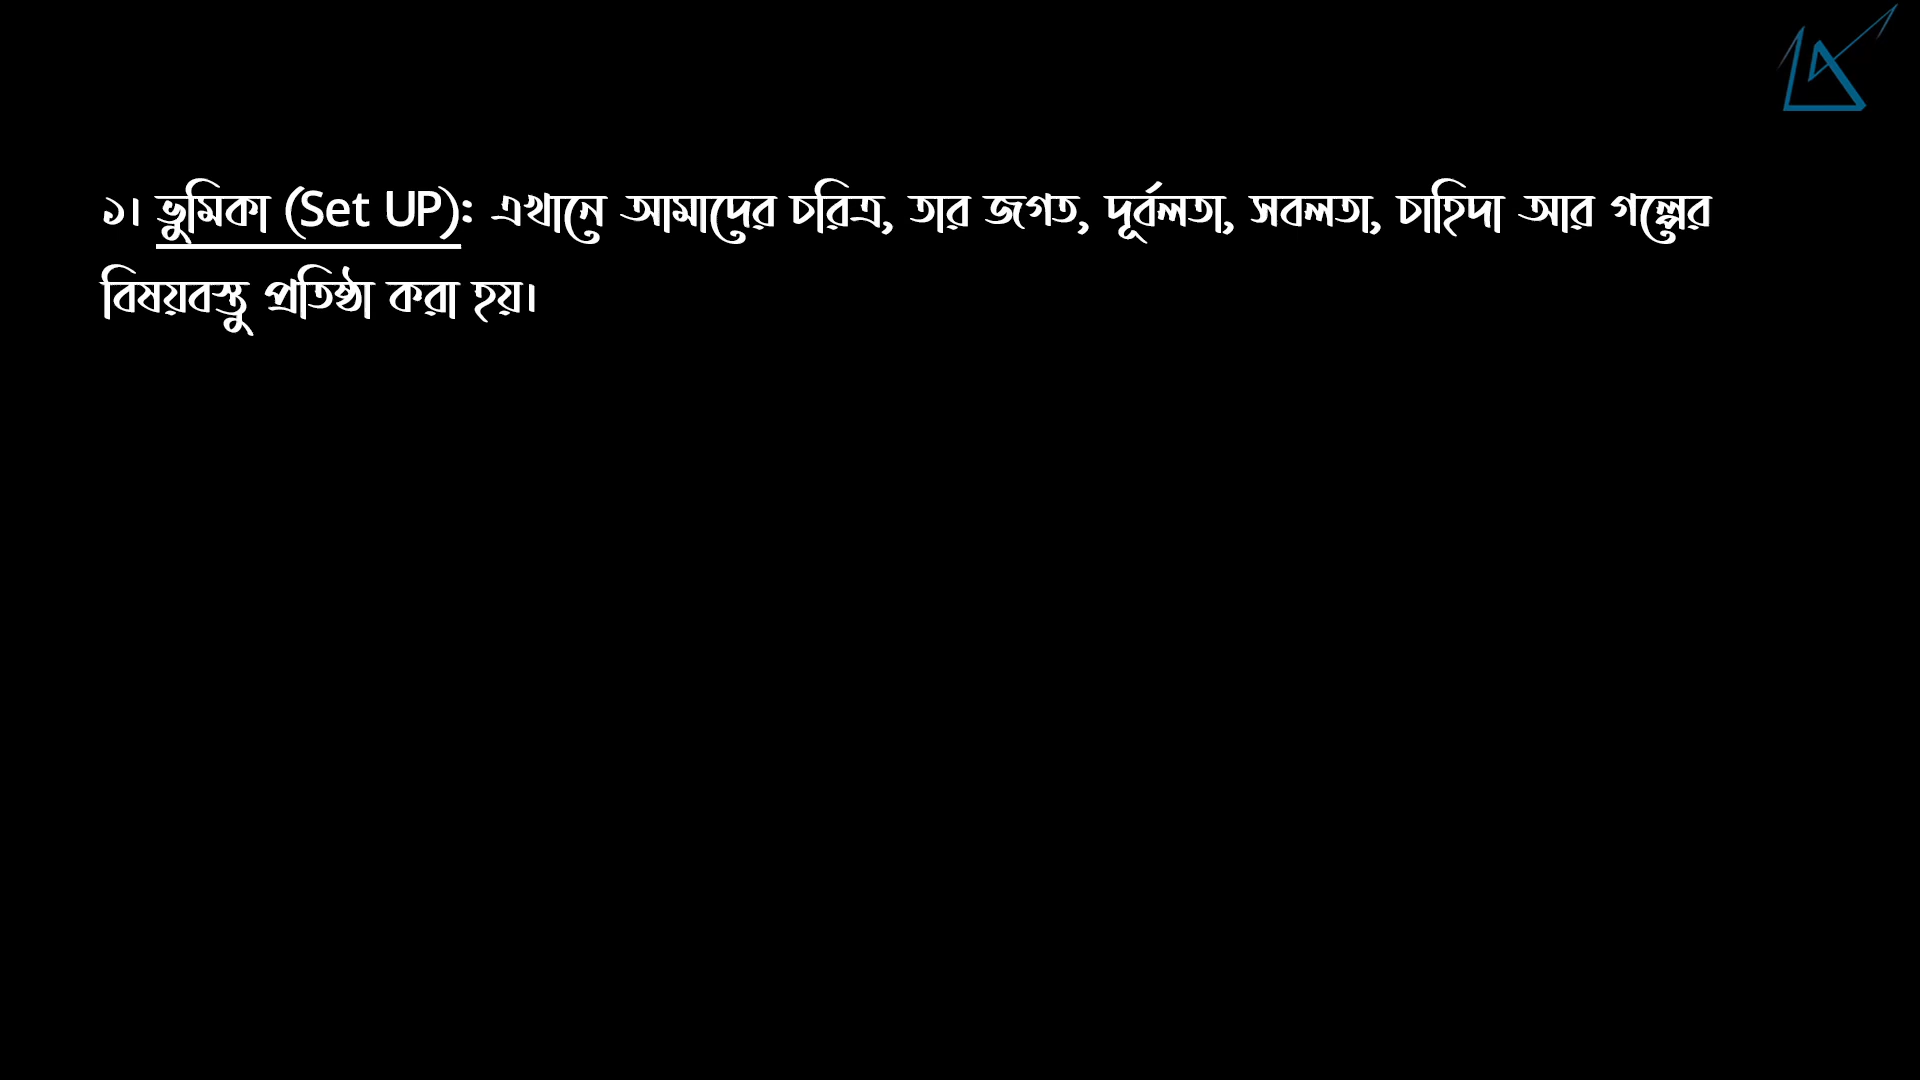 ১। ভুমিকা (Set UP): এখানে আমাদের চরিত্র, তার জগত, দূর্বলতা, সবলতা, চাহিদা আর গল্পের
বিষয়বস্তু প্রতিষ্ঠা করা হয়।